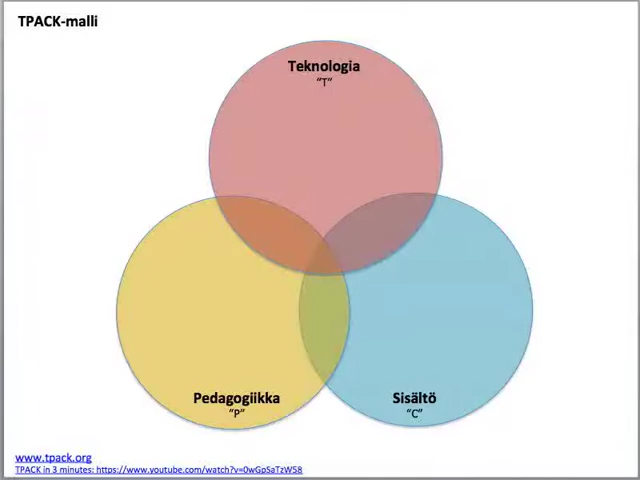 TPACK-malli
Teknologia
"T"
Pedagogiikka
"P"
Sisältö
"C"
www.tpack.org
TPACK in 3 minutes: https://www.youtube.com/watch?v=0wGpSaTzW58